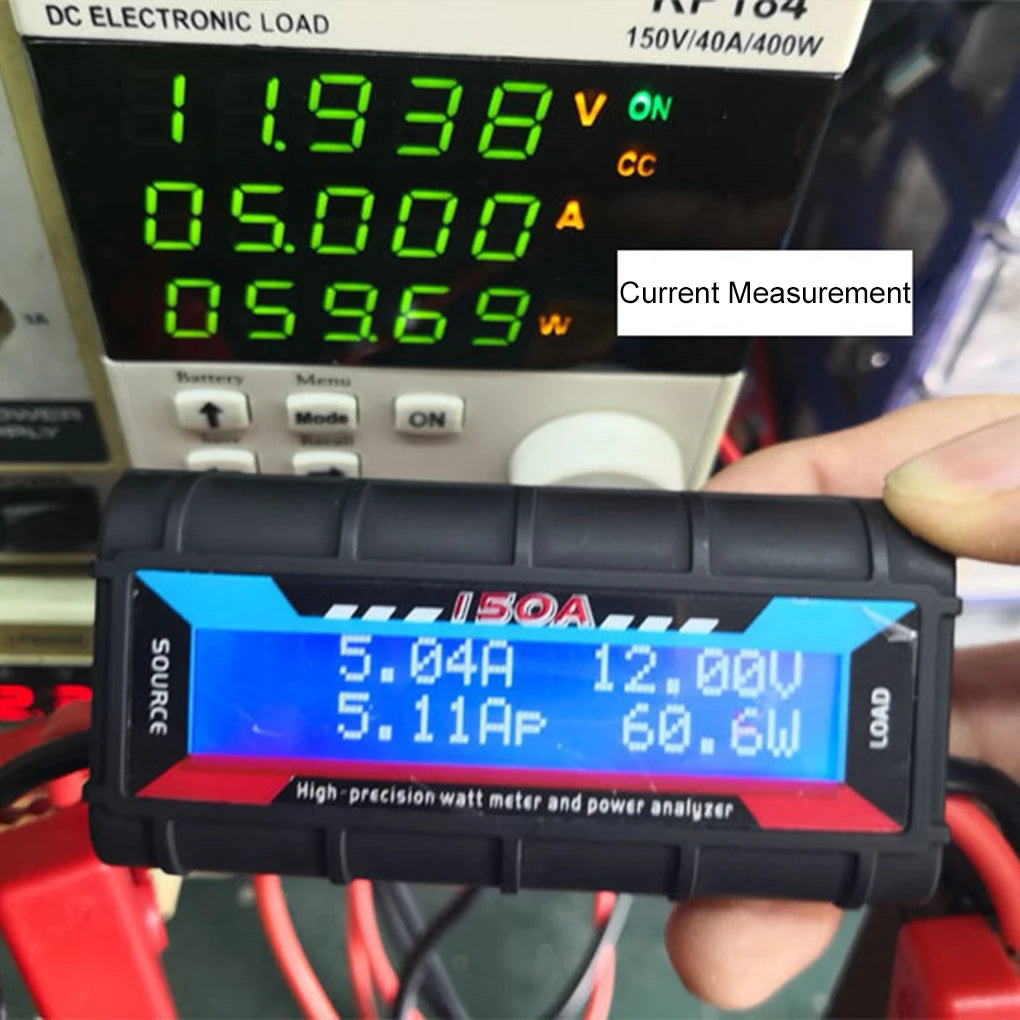 DC ELECTRONIC LOAD
150V/40A/400W
11.938 V ON
CC
05.000 A
059.69 W
Current Measurement
1A
Battery Menu
Mode ON
Recall
150A
SOURCE
5.04A 12.00V
5.11Ap 60.6W
LOAD
High-precision watt meter and power analyzer